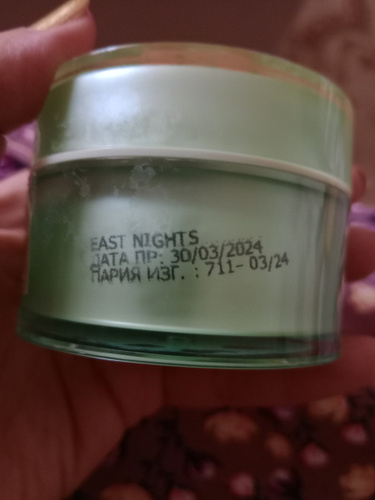 EAST NIGHTS
ДАТА ПР: 30/03/2024
ПАРИЯ ИЗГ. : 711- 03/24